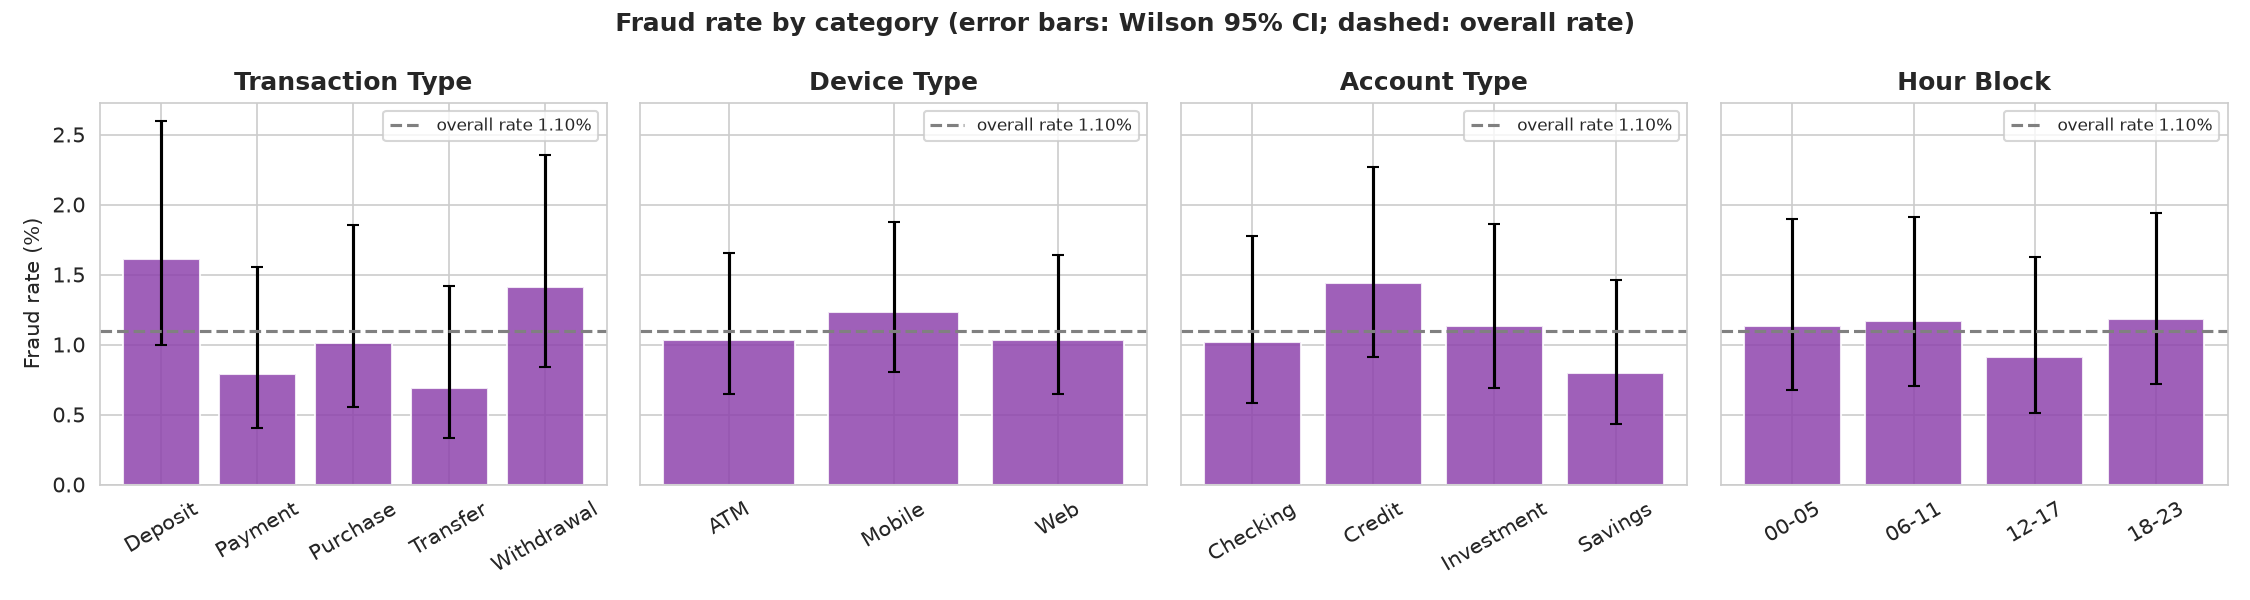 Fraud rate by category (error bars: Wilson 95% CI; dashed: overall rate)
Transaction Type
overall rate 1.10%
Fraud rate (%)
2.5
2.0
1.5
1.0
0.5
0.0
Deposit
Payment
Purchase
Transfer
Withdrawal
Device Type
overall rate 1.10%
ATM
Mobile
Web
Account Type
overall rate 1.10%
Checking
Credit
Investment
Savings
Hour Block
overall rate 1.10%
00-05
06-11
12-17
18-23